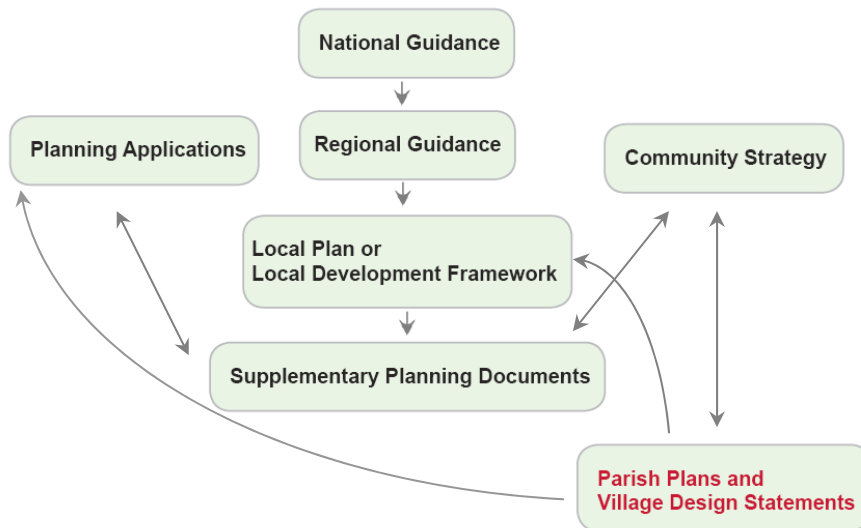 National Guidance
Planning Applications
Regional Guidance
Community Strategy
Local Plan or
Local Development Framework
Supplementary Planning Documents
Parish Plans and
Village Design Statements